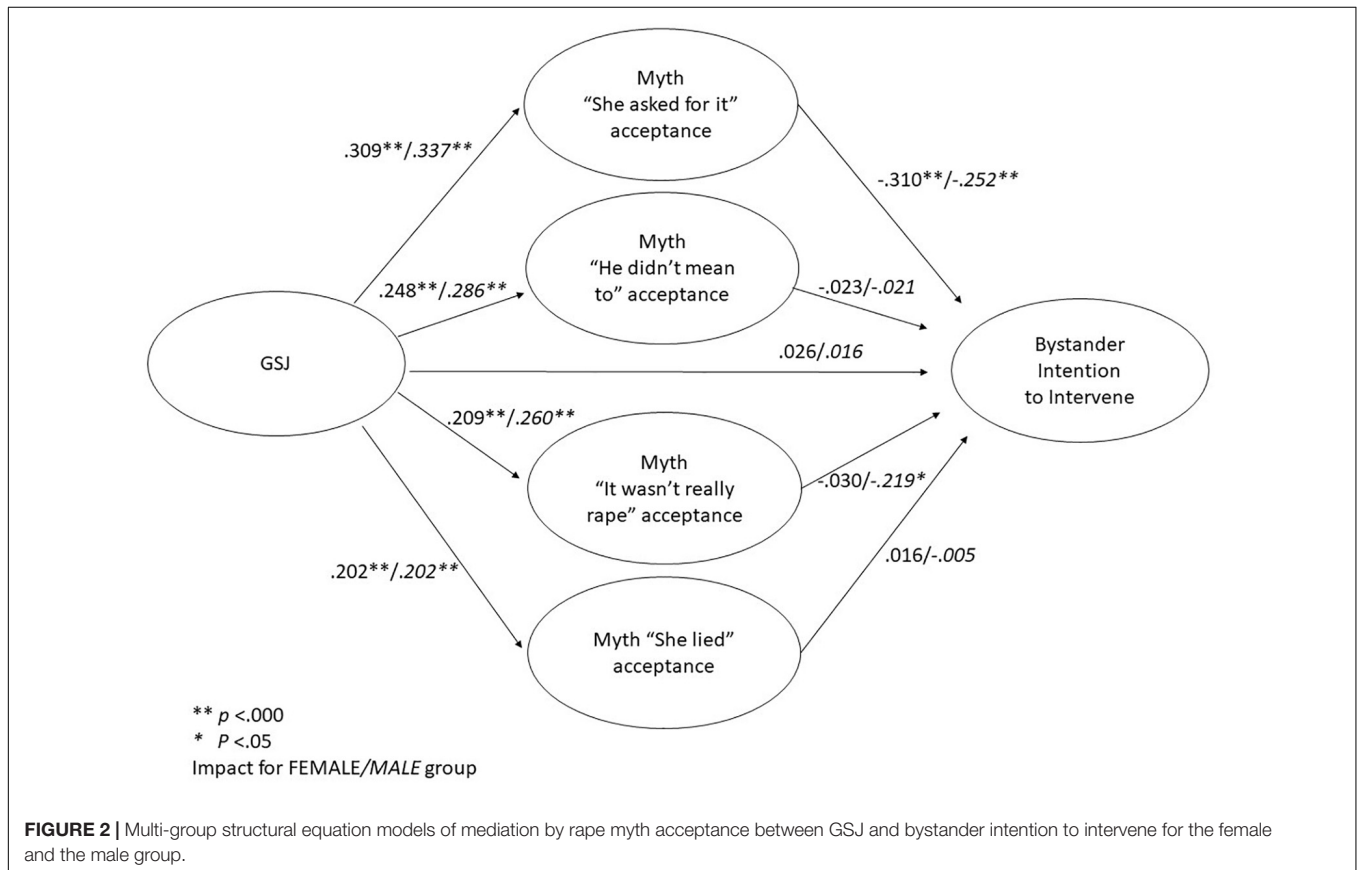 Myth
“She asked for it”
acceptance
.309**/.337**
-.310**/-.252**
Myth
“He didn’t mean
to” acceptance
.248**/.286**
-.023/-.021
GSJ
.026/.016
Bystander
Intention
to Intervene
.209**/.260**
Myth
“It wasn’t really
rape” acceptance
-.030/-.219*
.202**/.202**
.016/-.005
Myth “She lied”
acceptance
** p <.000
* P <.05
Impact for FEMALE/MALE group
FIGURE 2 | Multi-group structural equation models of mediation by rape myth acceptance between GSJ and bystander intention to intervene for the female
and the male group.